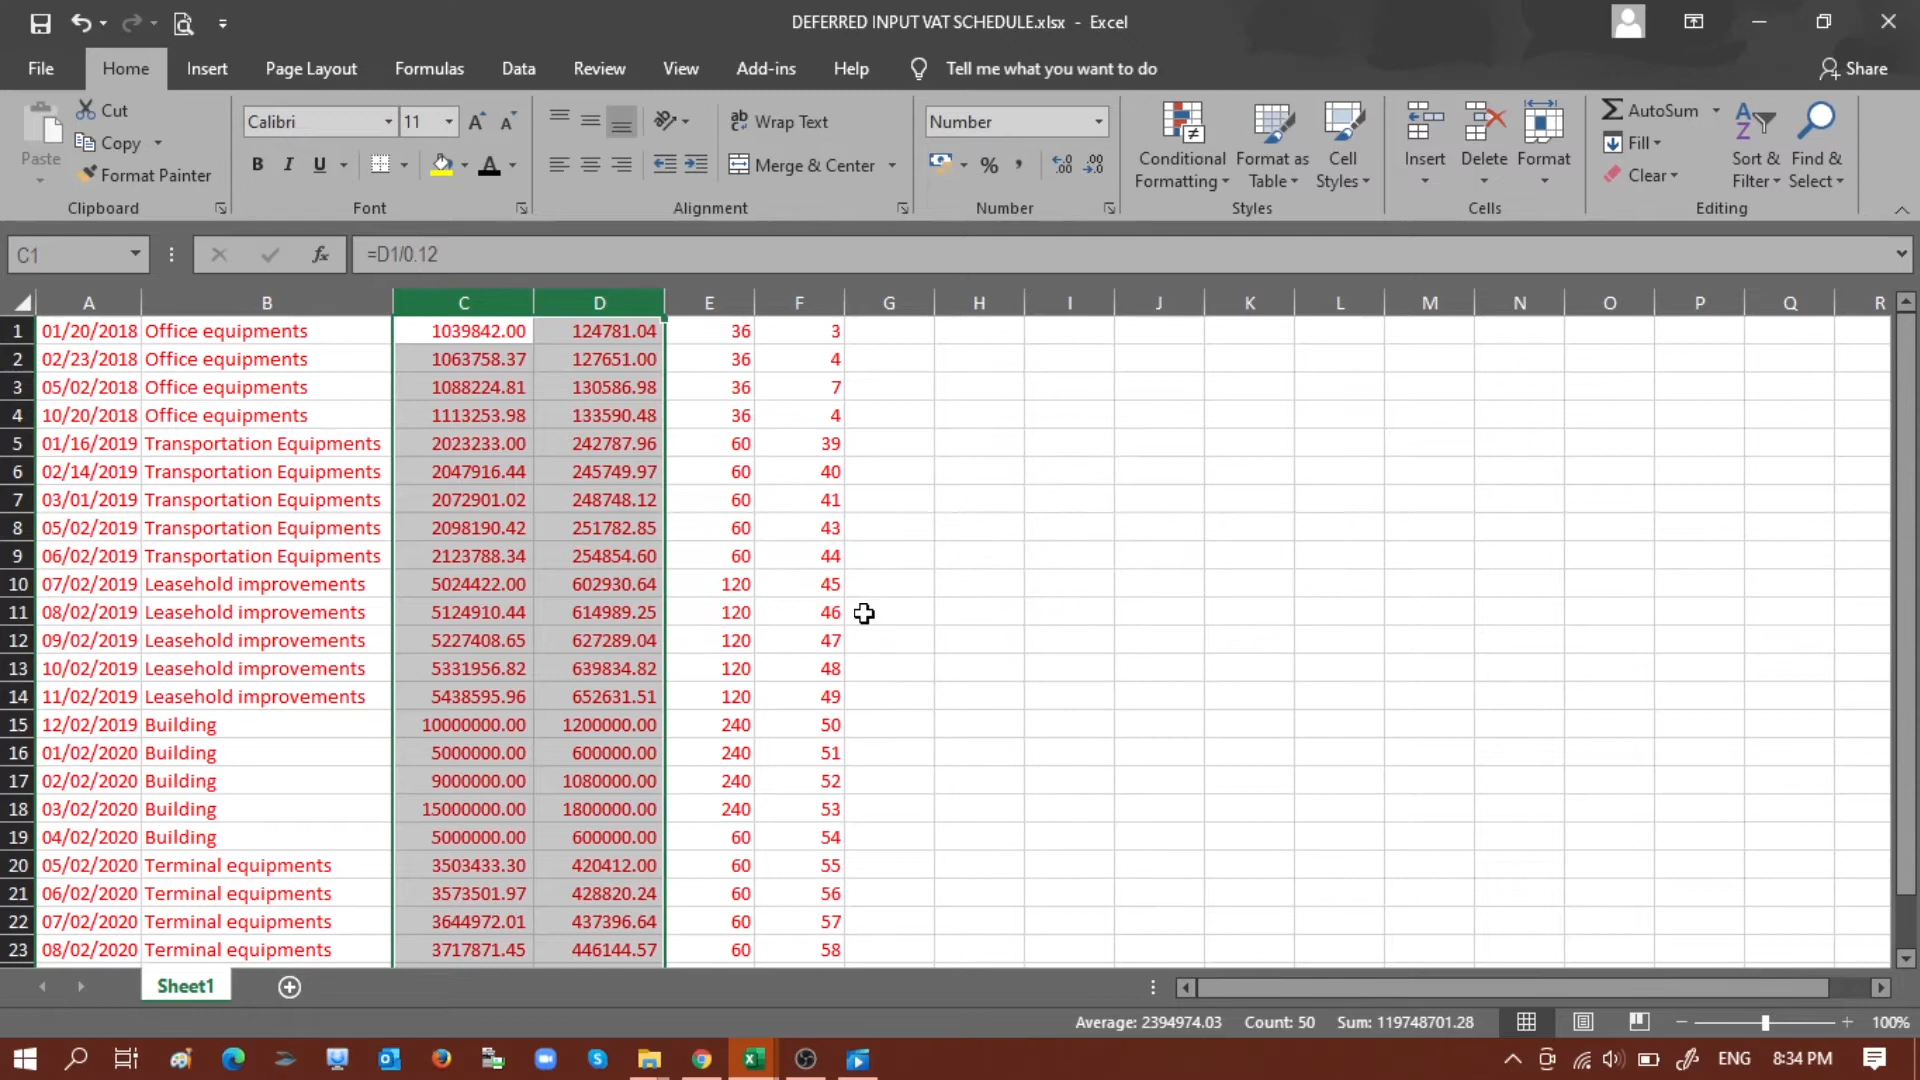 DEFERRED INPUT VAT SCHEDULE.xlsx - Excel
File Home Insert Page Layout Formulas Data Review View Add-ins Help Tell me what you want to do Share
Paste
Cut
Copy
Format Painter
Clipboard
Calibri 11
B I U
Font
Wrap Text
Merge & Center
Alignment
Number
%
Number
Conditional Formatting
Format as Table
Cell Styles
Styles
Insert Delete Format
Cells
AutoSum
Fill
Clear
Sort & Filter
Find & Select
Editing
C1 fx =D1/0.12
A B C D E F G H I J K L M N O P Q R
1 01/20/2018 Office equipments 1039842.00 124781.04 36 3
2 02/23/2018 Office equipments 1063758.37 127651.00 36 4
3 05/02/2018 Office equipments 1088224.81 130586.98 36 7
4 10/20/2018 Office equipments 1113253.98 133590.48 36 4
5 01/16/2019 Transportation Equipments 2023233.00 242787.96 60 39
6 02/14/2019 Transportation Equipments 2047916.44 245749.97 60 40
7 03/01/2019 Transportation Equipments 2072901.02 248748.12 60 41
8 05/02/2019 Transportation Equipments 2098190.42 251782.85 60 43
9 06/02/2019 Transportation Equipments 2123788.34 254854.60 60 44
10 07/02/2019 Leasehold improvements 5024422.00 602930.64 120 45
11 08/02/2019 Leasehold improvements 5124910.44 614989.25 120 46
12 09/02/2019 Leasehold improvements 5227408.65 627289.04 120 47
13 10/02/2019 Leasehold improvements 5331956.82 639834.82 120 48
14 11/02/2019 Leasehold improvements 5438595.96 652631.51 120 49
15 12/02/2019 Building 10000000.00 1200000.00 240 50
16 01/02/2020 Building 5000000.00 600000.00 240 51
17 02/02/2020 Building 9000000.00 1080000.00 240 52
18 03/02/2020 Building 15000000.00 1800000.00 240 53
19 04/02/2020 Building 5000000.00 600000.00 60 54
20 05/02/2020 Terminal equipments 3503433.30 420412.00 60 55
21 06/02/2020 Terminal equipments 3573501.97 428820.24 60 56
22 07/02/2020 Terminal equipments 3644972.01 437396.64 60 57
23 08/02/2020 Terminal equipments 3717871.45 446144.57 60 58
Sheet1
Average: 2394974.03 Count: 50 Sum: 119748701.28 100%
ENG 8:34 PM